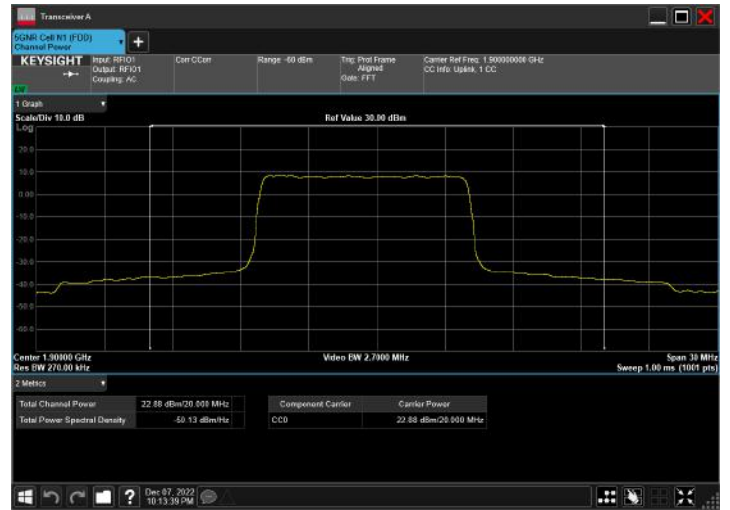 Transceiver A
5GNR Cell N1 (FDD)
Channel Power
KEYSIGHT
Input: RFIO1
Output: RFIO1
Coupling: AC
Corr CCorr
Range: -60 dBm
Trig: Prot Frame
Aligned
Gate: FFT
Carrier Ref Freq: 1.900000000 GHz
CC Info: Uplink, 1 CC
1 Graph
Scale/Div 10.0 dB
Ref Value 30.00 dBm
Log
20.0
10.0
0.00
-10.0
-20.0
-30.0
-40.0
-50.0
-60.0
Center 1.90000 GHz
Video BW 2.7000 MHz
Span 30 MHz
Res BW 270.00 kHz
Sweep 1.00 ms (1001 pts)
2 Metrics
Total Channel Power
22.88 dBm/20.000 MHz
Total Power Spectral Density
-50.13 dBm/Hz
Component Carrier
Carrier Power
CC0
22.88 dBm/20.000 MHz
Dec 07, 2022
10:13:39 PM